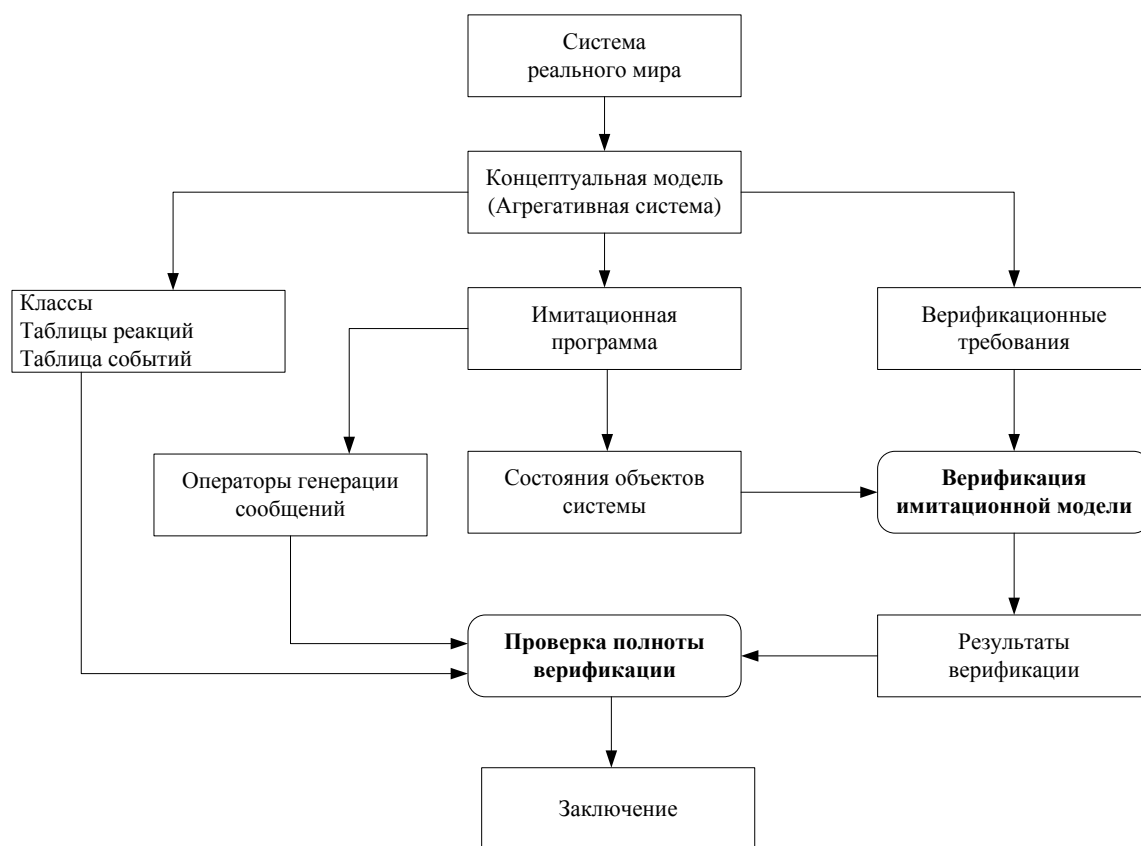 Система
реального мира
Концептуальная модель
(Агрегативная система)
Классы
Таблицы реакций
Таблица событий
Имитационная
программа
Верификационные
требования
Операторы генерации
сообщений
Состояния объектов
системы
Верификация
имитационной модели
Проверка полноты
верификации
Результаты
верификации
Заключение